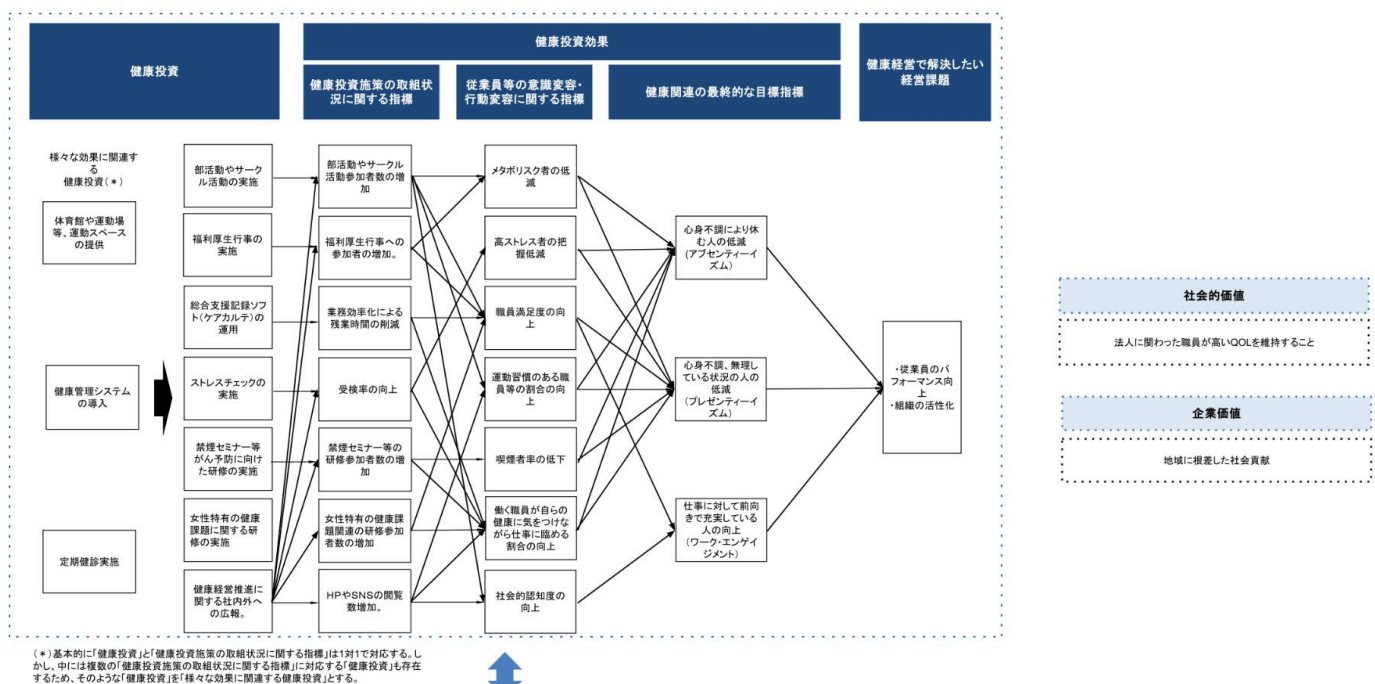 健康投資
健康投資効果
健康経営で解決したい
経営課題
健康投資施策の取組状
況に関する指標
従業員等の意識変容・
行動変容に関する指標
健康関連の最終的な目標指標
様々な効果に関連する
健康投資(*)
体育館や運動場
等、運動スペース
の提供
健康管理システム
の導入
定期健診実施
部活動やサーク
ル活動の実施
福利厚生行事の
実施
総合支援記録ソフ
ト(ケアカルテ)の
運用
ストレスチェックの
実施
禁煙セミナー等
がん予防に向け
た研修の実施
女性特有の健康
課題に関する研
修の実施
健康経営推進に
関する社内外へ
の広報。
部活動やサークル
活動参加者数の増
加
福利厚生行事への
参加者の増加。
業務効率化による
残業時間の削減
受検率の向上
禁煙セミナー等の
研修参加者数の増
加
女性特有の健康課
題関連の研修参加
者数の増加
HPやSNSの閲覧
数増加。
メタボリスク者の低
減
高ストレス者の把
握低減
職員満足度の向
上
運動習慣のある職
員等の割合の向
上
喫煙者率の低下
働く職員が自らの
健康に気をつけな
がら仕事に臨める
割合の向上
社会的認知度の
向上
心身不調により休
む人の低減
(アブセンティーイ
ズム)
心身不調、無理し
ている状況の人の
低減
(プレゼンティーイ
ズム)
仕事に対して前向
きで充実している
人の向上
(ワーク・エンゲイ
ジメント)
・従業員のパ
フォーマンス向
上
・組織の活性化
社会的価値
法人に関わった職員が高いQOLを維持すること
企業価値
地域に根差した社会貢献
(*)基本的に「健康投資」と「健康投資施策の取組状況に関する指標」は1対1で対応する。し
かし、中には複数の「健康投資施策の取組状況に関する指標」に対応する「健康投資」も存在
するため、そのような「健康投資」を「様々な効果に関連する健康投資」とする。